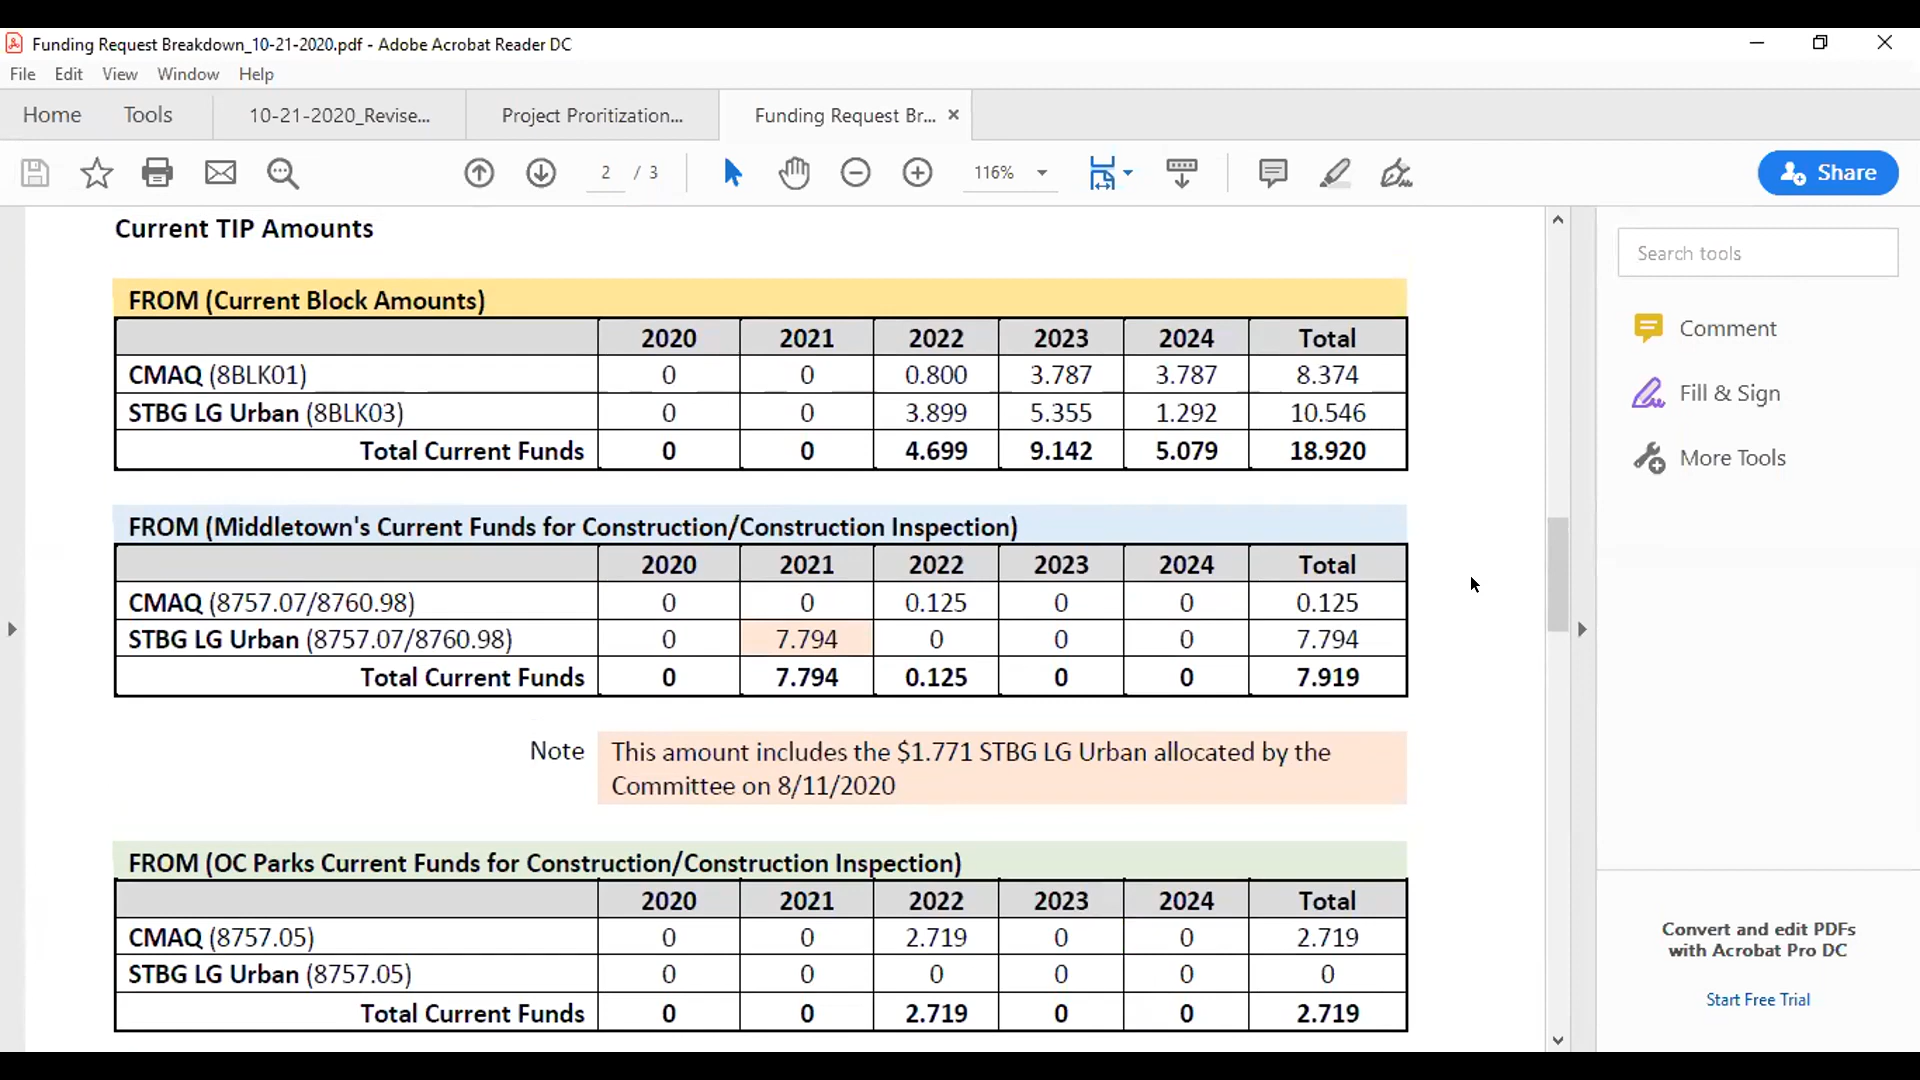 Funding Request Breakdown_10-21-2020.pdf - Adobe Acrobat Reader DC
File Edit View Window Help
Home Tools 10-21-2020_Revise... Project Proritization... Funding Request Br... ×
2 / 3 116% Share
Current TIP Amounts
FROM (Current Block Amounts)
2020 2021 2022 2023 2024 Total
CMAQ (8BLK01) 0 0 0.800 3.787 3.787 8.374
STBG LG Urban (8BLK03) 0 0 3.899 5.355 1.292 10.546
Total Current Funds 0 0 4.699 9.142 5.079 18.920
FROM (Middletown's Current Funds for Construction/Construction Inspection)
2020 2021 2022 2023 2024 Total
CMAQ (8757.07/8760.98) 0 0 0.125 0 0 0.125
STBG LG Urban (8757.07/8760.98) 0 7.794 0 0 0 7.794
Total Current Funds 0 7.794 0.125 0 0 7.919
Note This amount includes the $1.771 STBG LG Urban allocated by the
Committee on 8/11/2020
FROM (OC Parks Current Funds for Construction/Construction Inspection)
2020 2021 2022 2023 2024 Total
CMAQ (8757.05) 0 0 2.719 0 0 2.719
STBG LG Urban (8757.05) 0 0 0 0 0 0
Total Current Funds 0 0 2.719 0 0 2.719
Search tools
Comment
Fill & Sign
More Tools
Convert and edit PDFs
with Acrobat Pro DC
Start Free Trial